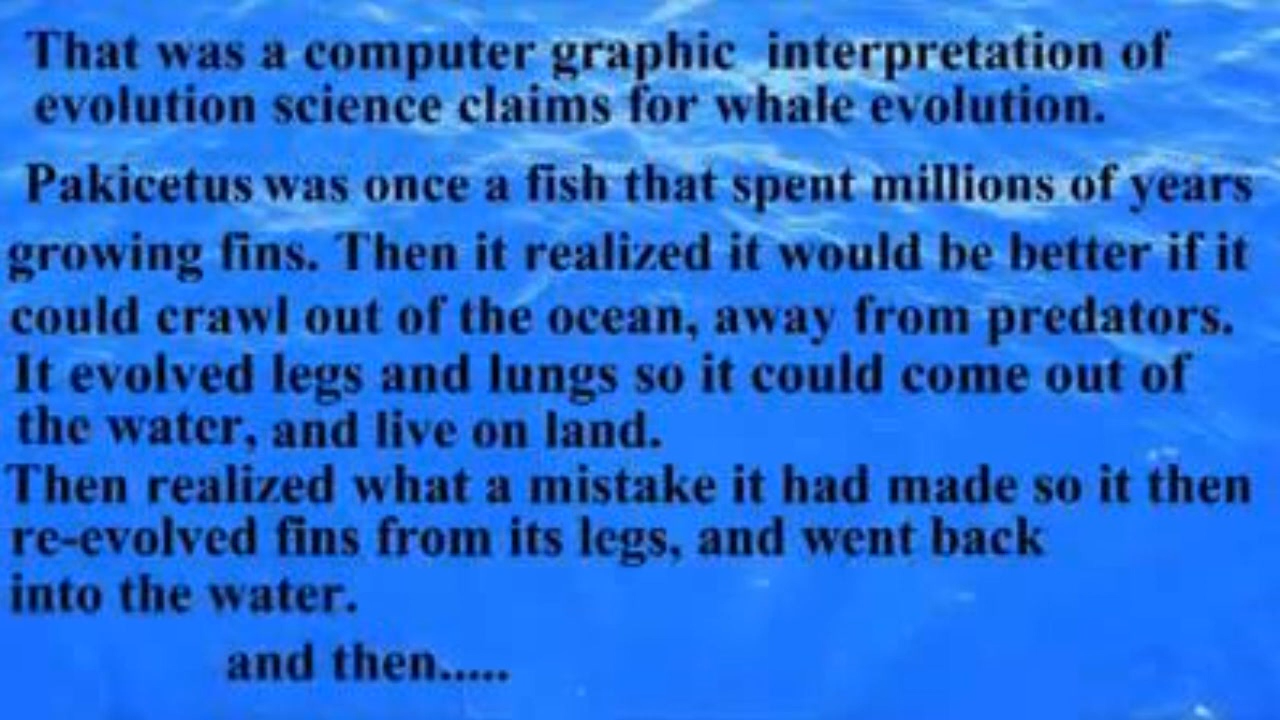 That was a computer graphic interpretation of
evolution science claims for whale evolution.
Pakicetus was once a fish that spent millions of years
growing fins. Then it realized it would be better if it
could crawl out of the ocean, away from predators.
It evolved legs and lungs so it could come out of
the water, and live on land.
Then realized what a mistake it had made so it then
re-evolved fins from its legs, and went back
into the water.
and then.....